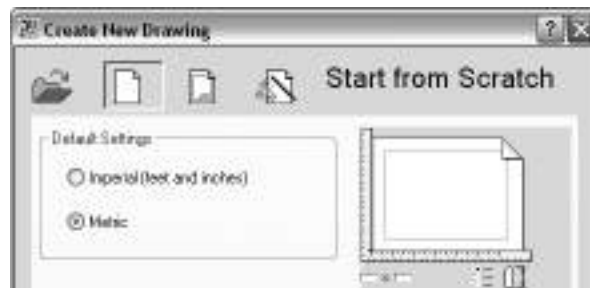 Create New Drawing
Start from Scratch
Default Settings
Imperial (feet and inches)
Metric